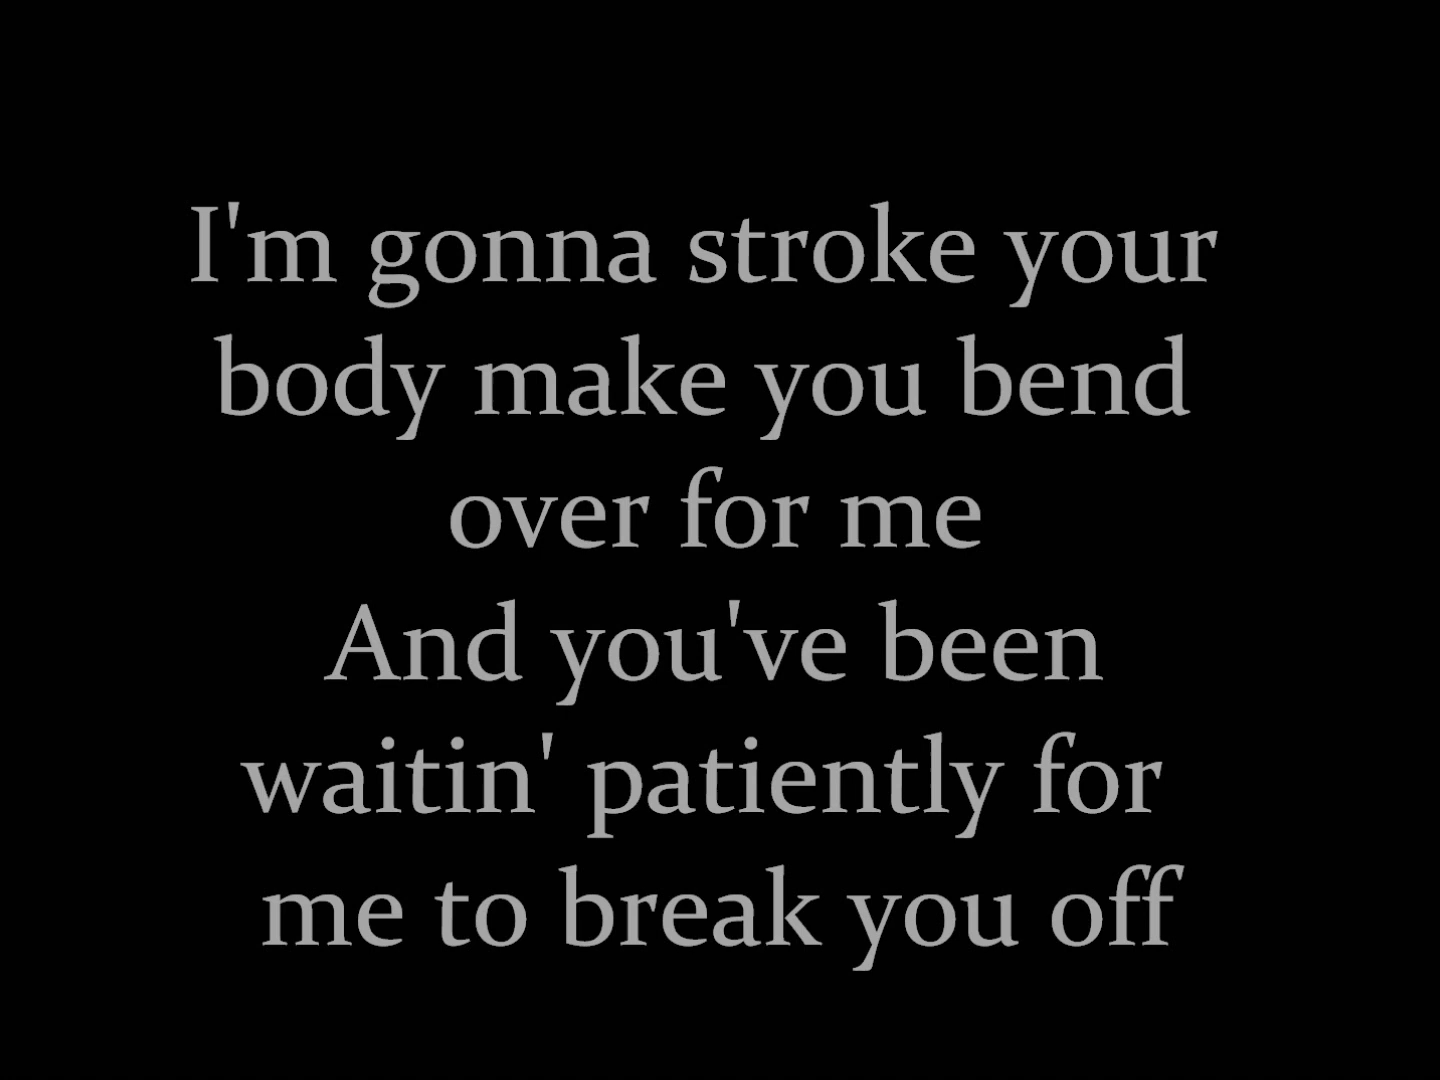 I'm gonna stroke your
body make you bend
over for me
And you've been
waitin' patiently for
me to break you off